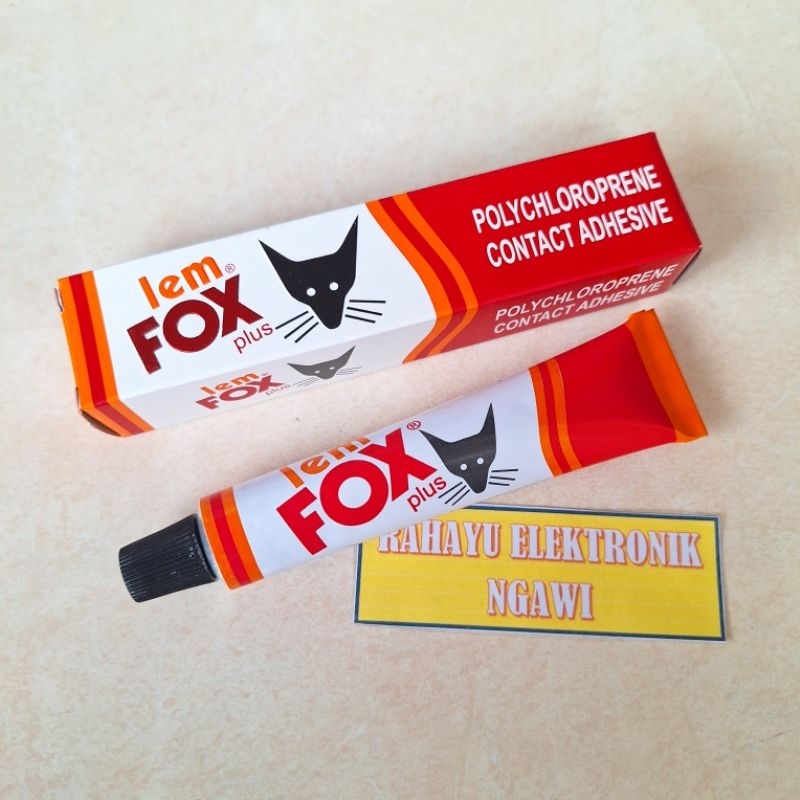 lem®
FOX
plus
POLYCHLOROPRENE
CONTACT ADHESIVE
lem
FOX
plus
POLYCHLOROPRENE
CONTACT ADHESIVE
lem
FOX®
plus
RAHAYU ELEKTRONIK
NGAWI